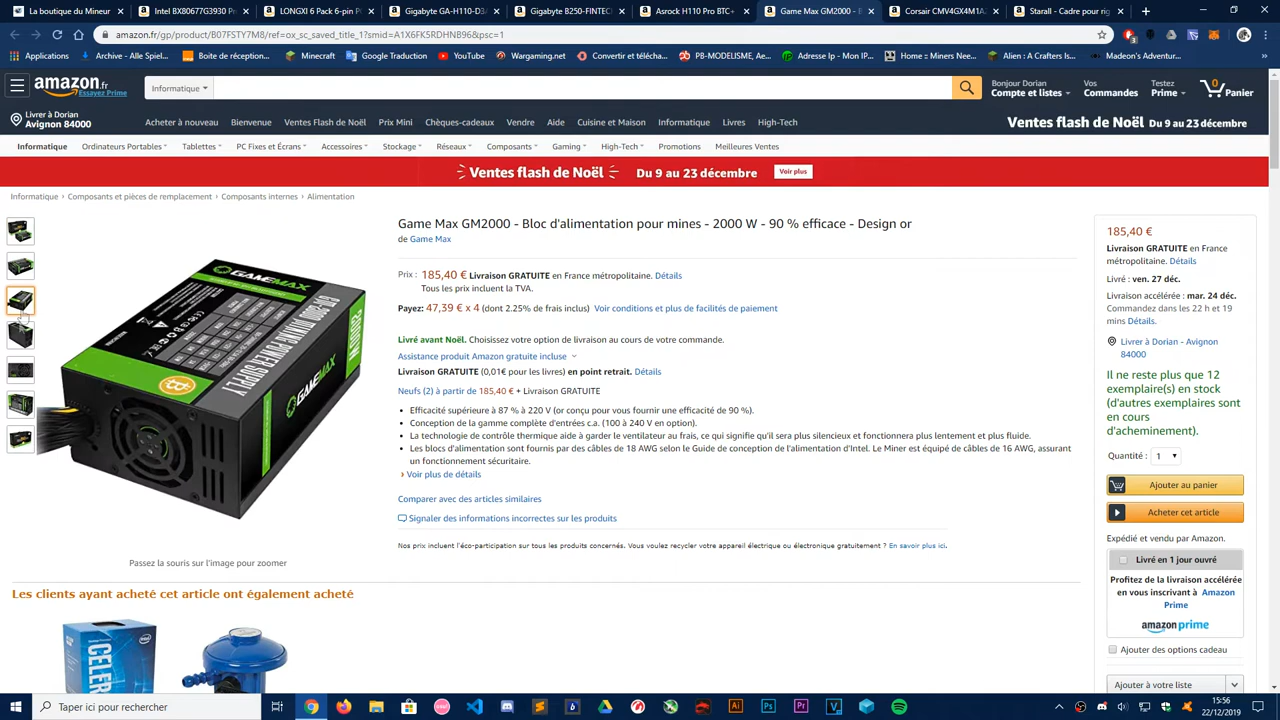 La boutique du Mineur
Intel BX80677G3930 Pr
LONGXI 6 Pack 6-pin P
Gigabyte GA-H110-D3A
Gigabyte B250-FINTECH
Asrock H110 Pro BTC+
Game Max GM2000 - B
Corsair CMV4GX4M1A2
Starall - Cadre pour rig
amazon.fr/gp/product/B07FSTY7M8/ref=ox_sc_saved_title_1?smid=A1X6FK5RDHNB96&psc=1
Applications
Archive - Alle Spiel...
Boite de réception...
Minecraft
Google Traduction
YouTube
Wargaming.net
Convertir et télécha...
PB-MODELISME, Ae...
Adresse Ip - Mon IP...
Home :: Miners Nee...
Alien : A Crafters Is...
Madeon's Adventur...
amazon.fr
Essayez Prime
Informatique
Bonjour Dorian
Compte et listes
Vos
Commandes
Testez
Prime
0
Panier
Livrer à Dorian
Avignon 84000
Acheter à nouveau
Bienvenue
Ventes Flash de Noël
Prix Mini
Chèques-cadeaux
Vendre
Aide
Cuisine et Maison
Informatique
Livres
High-Tech
Ventes flash de Noël Du 9 au 23 décembre
Informatique
Ordinateurs Portables
Tablettes
PC Fixes et Écrans
Accessoires
Stockage
Réseaux
Composants
Gaming
High-Tech
Promotions
Meilleures Ventes
Ventes flash de Noël Du 9 au 23 décembre Voir plus
Informatique › Composants et pièces de remplacement › Composants internes › Alimentation
GAMEMAX
GAMEMAX
Passez la souris sur l'image pour zoomer
Game Max GM2000 - Bloc d'alimentation pour mines - 2000 W - 90 % efficace - Design or
de Game Max
Prix : 185,40 € Livraison GRATUITE en France métropolitaine. Détails
Tous les prix incluent la TVA.
Payez: 47,39 € x 4 (dont 2.25% de frais inclus) Voir conditions et plus de facilités de paiement
Livré avant Noël. Choisissez votre option de livraison au cours de votre commande.
Assistance produit Amazon gratuite incluse
Livraison GRATUITE (0,01€ pour les livres) en point retrait. Détails
Neufs (2) à partir de 185,40 € + Livraison GRATUITE
• Efficacité supérieure à 87 % à 220 V (or conçu pour vous fournir une efficacité de 90 %).
• Conception de la gamme complète d'entrées c.a. (100 à 240 V en option).
• La technologie de contrôle thermique aide à garder le ventilateur au frais, ce qui signifie qu'il sera plus silencieux et fonctionnera plus lentement et plus fluide.
• Les blocs d'alimentation sont fournis par des câbles de 18 AWG selon le Guide de conception de l'alimentation d'Intel. Le Miner est équipé de câbles de 16 AWG, assurant
un fonctionnement sécuritaire.
› Voir plus de détails
Comparer avec des articles similaires
Signaler des informations incorrectes sur les produits
Nos prix incluent l'éco-participation sur tous les produits concernés. Vous voulez recycler votre appareil électrique ou électronique gratuitement ? En savoir plus ici.
185,40 €
Livraison GRATUITE en France
métropolitaine. Détails
Livré : ven. 27 déc.
Livraison accélérée : mar. 24 déc.
Commandez dans les 22 h et 19
mins Détails.
Livrer à Dorian - Avignon
84000
Il ne reste plus que 12
exemplaire(s) en stock
(d'autres exemplaires sont
en cours
d'acheminement).
Quantité : 1
Ajouter au panier
Acheter cet article
Expédié et vendu par Amazon.
Livré en 1 jour ouvré
Profitez de la livraison accélérée
en vous inscrivant à Amazon
Prime
amazon prime
Ajouter des options cadeau
Ajouter à votre liste
Les clients ayant acheté cet article ont également acheté
intel
CELERON
Taper ici pour rechercher
15:56
22/12/2019